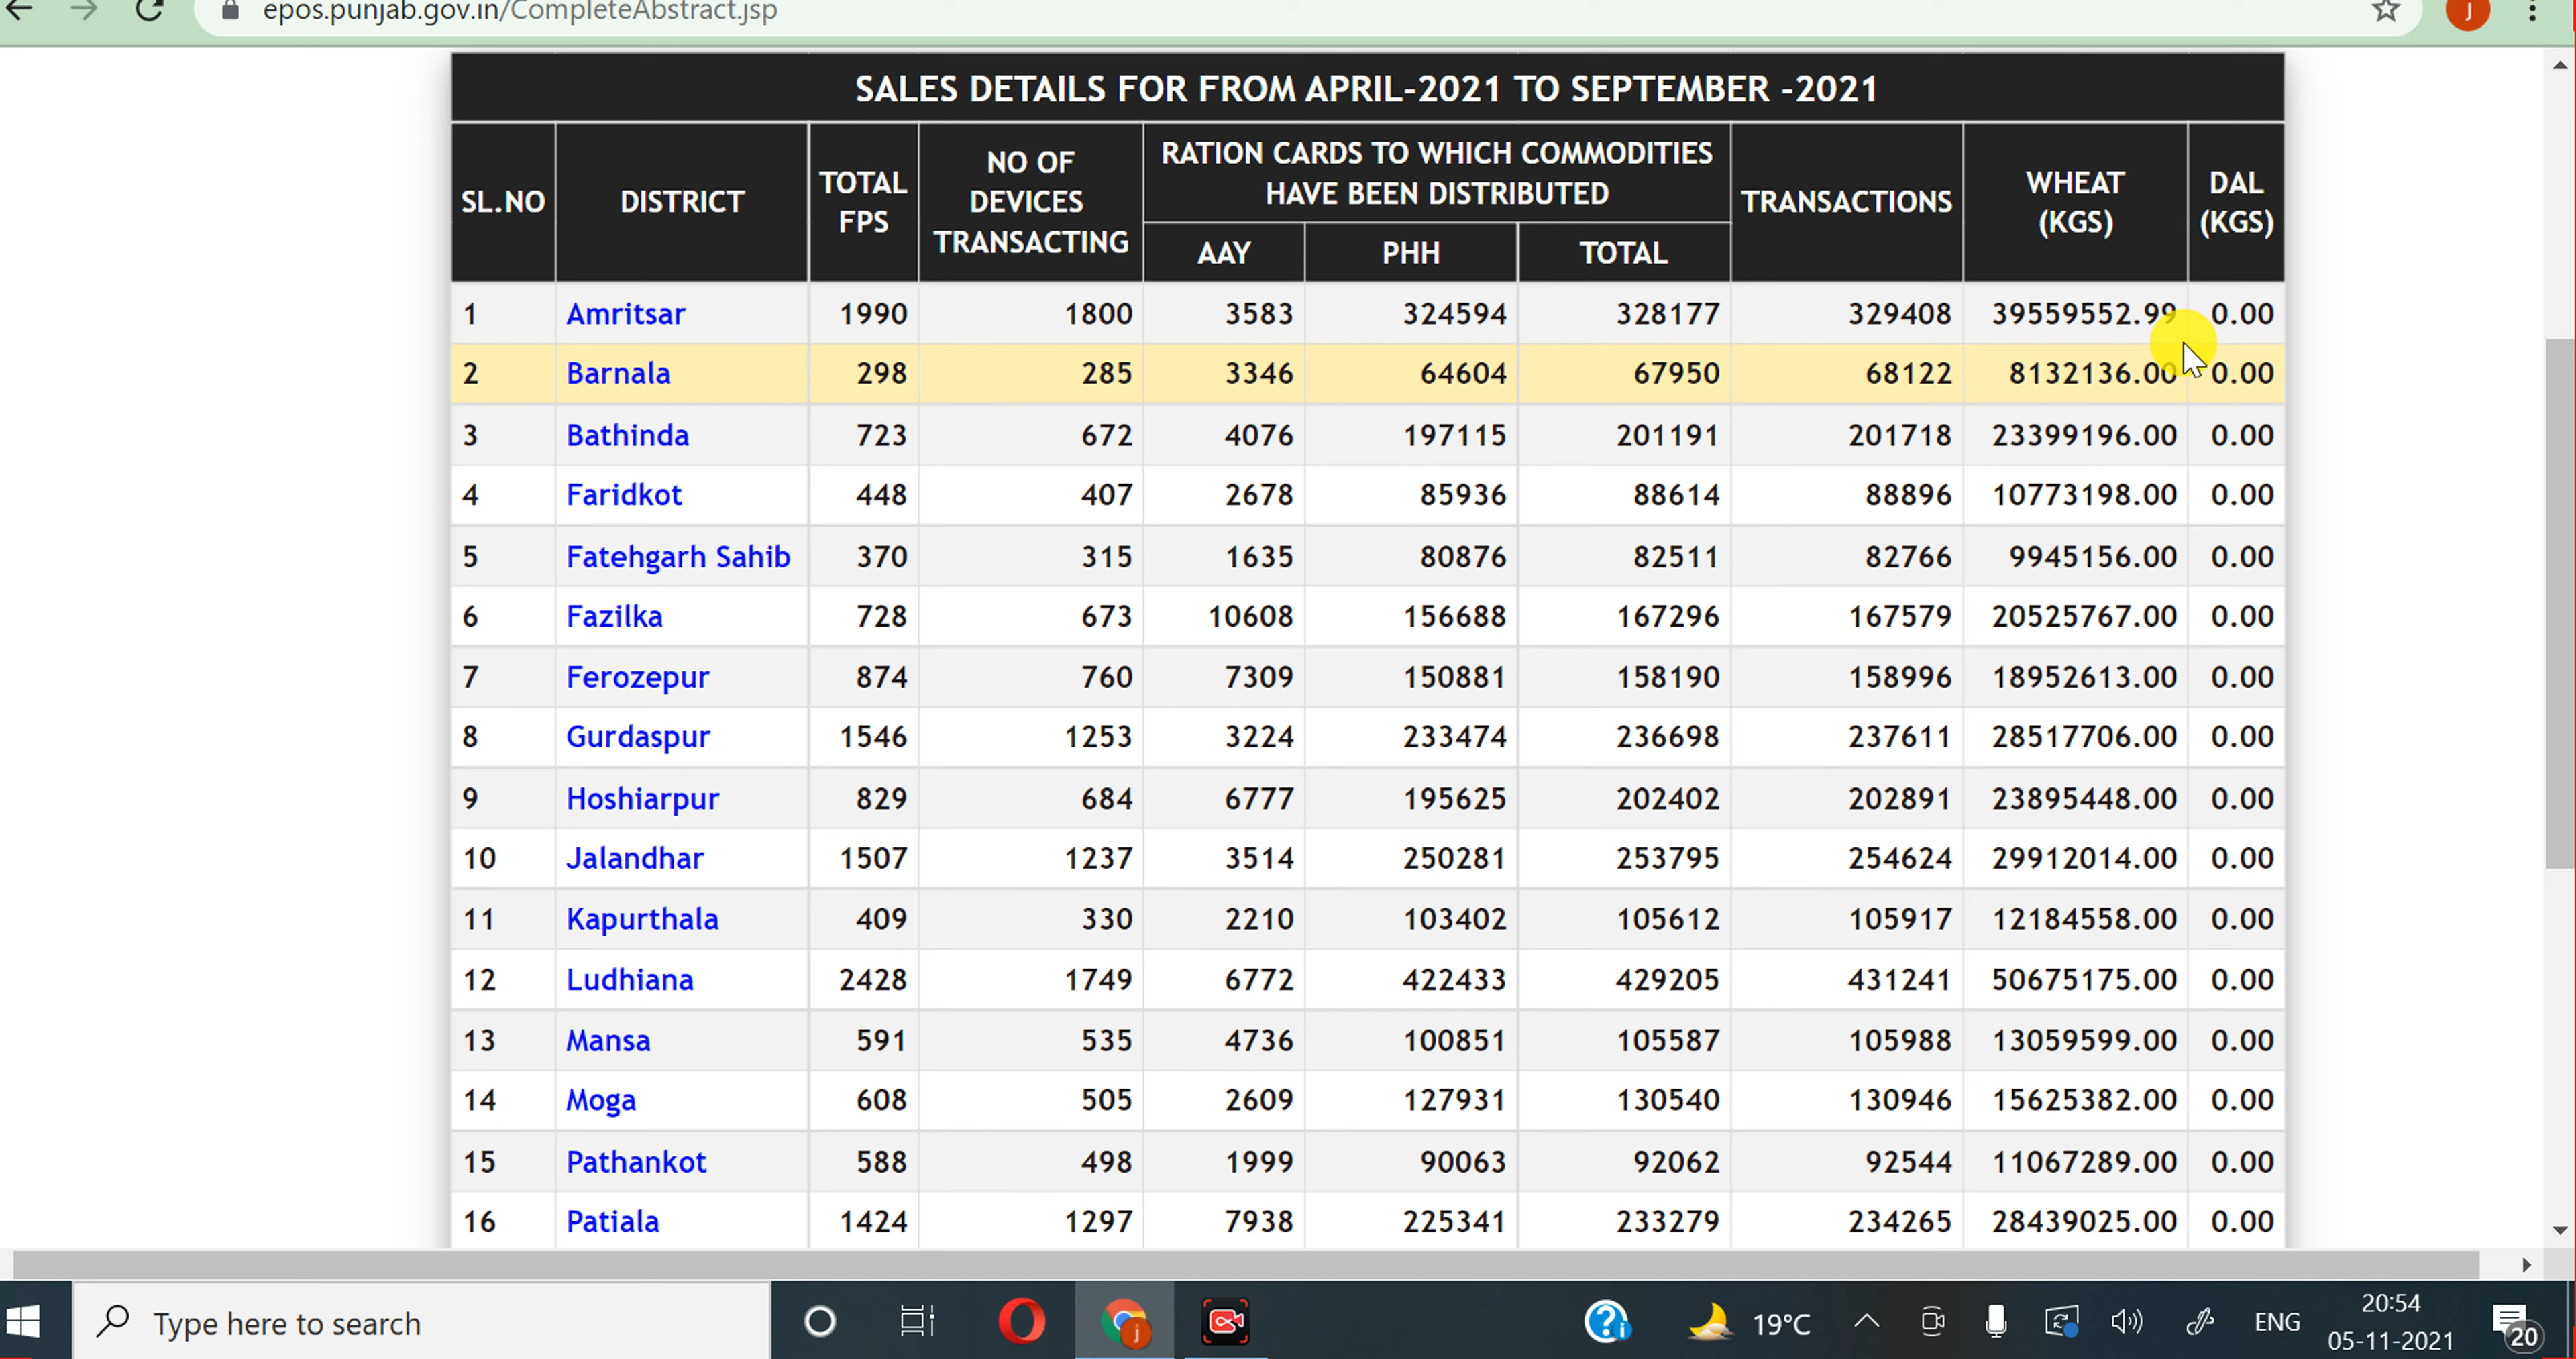 epos.punjab.gov.in/CompleteAbstract.jsp
J
SALES DETAILS FOR FROM APRIL-2021 TO SEPTEMBER -2021
SL.NO DISTRICT TOTAL FPS NO OF DEVICES TRANSACTING RATION CARDS TO WHICH COMMODITIES HAVE BEEN DISTRIBUTED TRANSACTIONS WHEAT (KGS) DAL (KGS)
AAY PHH TOTAL
1 Amritsar 1990 1800 3583 324594 328177 329408 39559552.99 0.00
2 Barnala 298 285 3346 64604 67950 68122 8132136.00 0.00
3 Bathinda 723 672 4076 197115 201191 201718 23399196.00 0.00
4 Faridkot 448 407 2678 85936 88614 88896 10773198.00 0.00
5 Fatehgarh Sahib 370 315 1635 80876 82511 82766 9945156.00 0.00
6 Fazilka 728 673 10608 156688 167296 167579 20525767.00 0.00
7 Ferozepur 874 760 7309 150881 158190 158996 18952613.00 0.00
8 Gurdaspur 1546 1253 3224 233474 236698 237611 28517706.00 0.00
9 Hoshiarpur 829 684 6777 195625 202402 202891 23895448.00 0.00
10 Jalandhar 1507 1237 3514 250281 253795 254624 29912014.00 0.00
11 Kapurthala 409 330 2210 103402 105612 105917 12184558.00 0.00
12 Ludhiana 2428 1749 6772 422433 429205 431241 50675175.00 0.00
13 Mansa 591 535 4736 100851 105587 105988 13059599.00 0.00
14 Moga 608 505 2609 127931 130540 130946 15625382.00 0.00
15 Pathankot 588 498 1999 90063 92062 92544 11067289.00 0.00
16 Patiala 1424 1297 7938 225341 233279 234265 28439025.00 0.00
Type here to search
j
19°C
ENG
20:54
05-11-2021
20